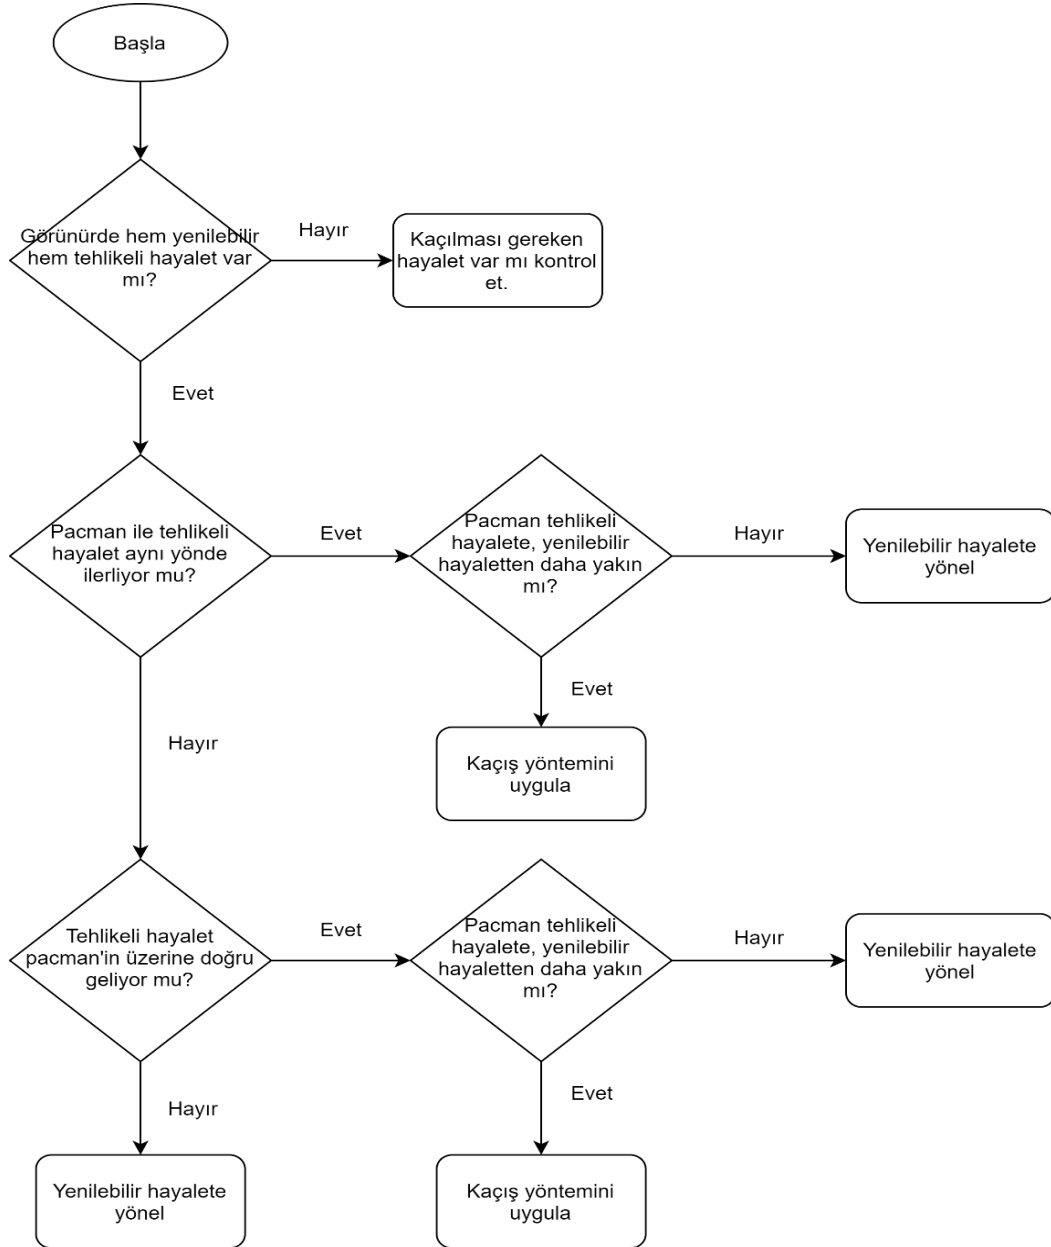 Başla
Görünürde hem yenilebilir
hem tehlikeli hayalet var
mı?
Hayır
Kaçılması gereken
hayalet var mı kontrol
et.
Evet
Pacman ile tehlikeli
hayalet aynı yönde
ilerliyor mu?
Evet
Pacman tehlikeli
hayalete, yenilebilir
hayaletten daha yakın
mı?
Hayır
Yenilebilir hayalete
yönel
Evet
Kaçış yöntemini
uygula
Hayır
Tehlikeli hayalet
pacman'in üzerine doğru
geliyor mu?
Evet
Pacman tehlikeli
hayalete, yenilebilir
hayaletten daha yakın
mı?
Hayır
Yenilebilir hayalete
yönel
Hayır
Yenilebilir hayalete
yönel
Evet
Kaçış yöntemini
uygula